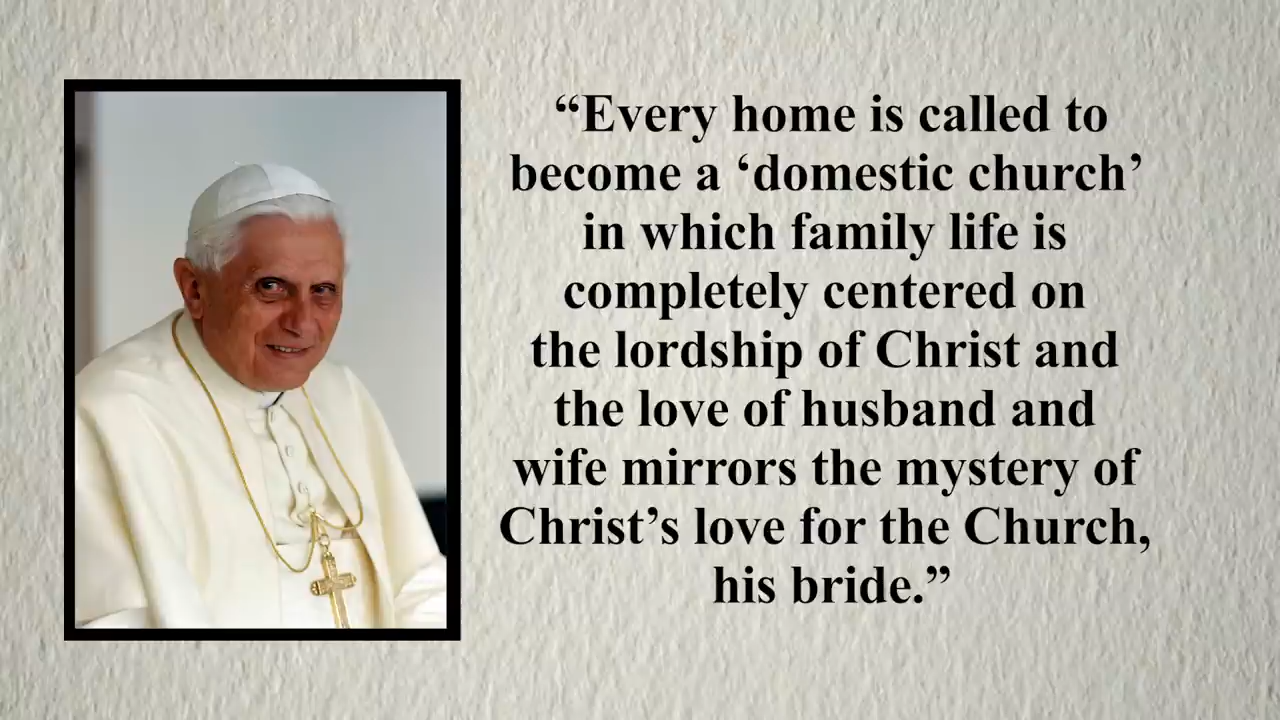 “Every home is called to
become a ‘domestic church’
in which family life is
completely centered on
the lordship of Christ and
the love of husband and
wife mirrors the mystery of
Christ’s love for the Church,
his bride.”